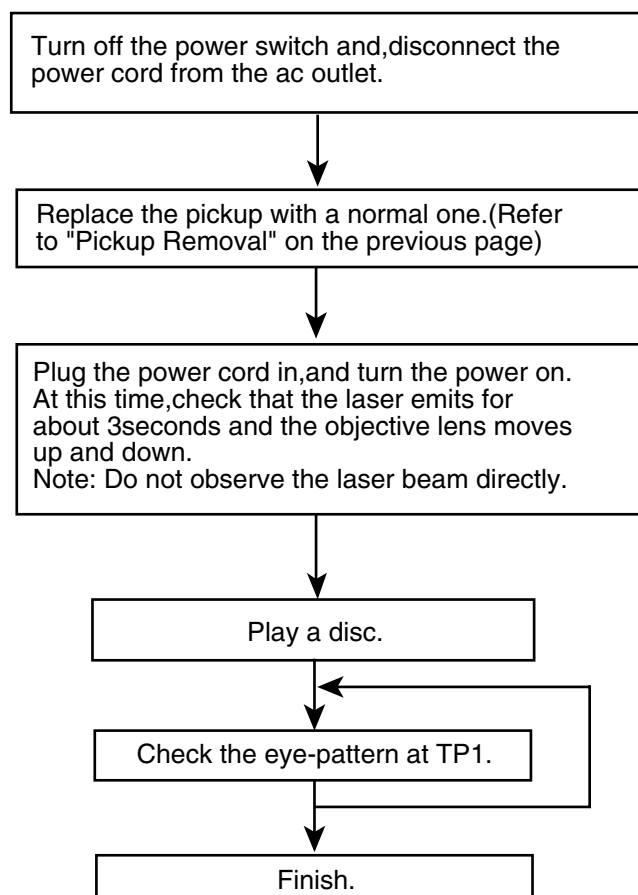 Turn off the power switch and,disconnect the
power cord from the ac outlet.
Replace the pickup with a normal one.(Refer
to "Pickup Removal" on the previous page)
Plug the power cord in,and turn the power on.
At this time,check that the laser emits for
about 3seconds and the objective lens moves
up and down.
Note: Do not observe the laser beam directly.
Play a disc.
Check the eye-pattern at TP1.
Finish.